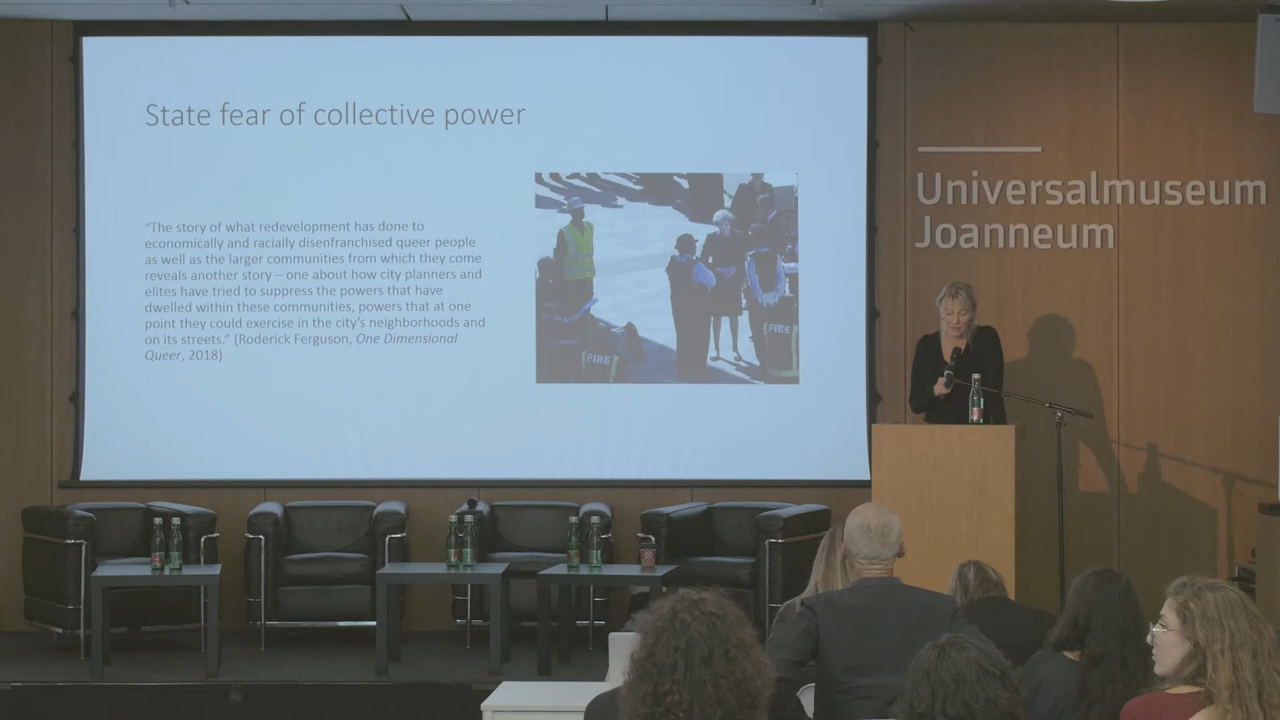 State fear of collective power
“The story of what redevelopment has done to
economically and racially disenfranchised queer people
as well as the larger communities from which they come
reveals another story – one about how city planners and
elites have tried to suppress the powers that have
dwelled within these communities, powers that at one
point they could exercise in the city’s neighborhoods and
on its streets.” (Roderick Ferguson, One Dimensional
Queer, 2018)
FIRE
FIRE
Universalmuseum
Joanneum